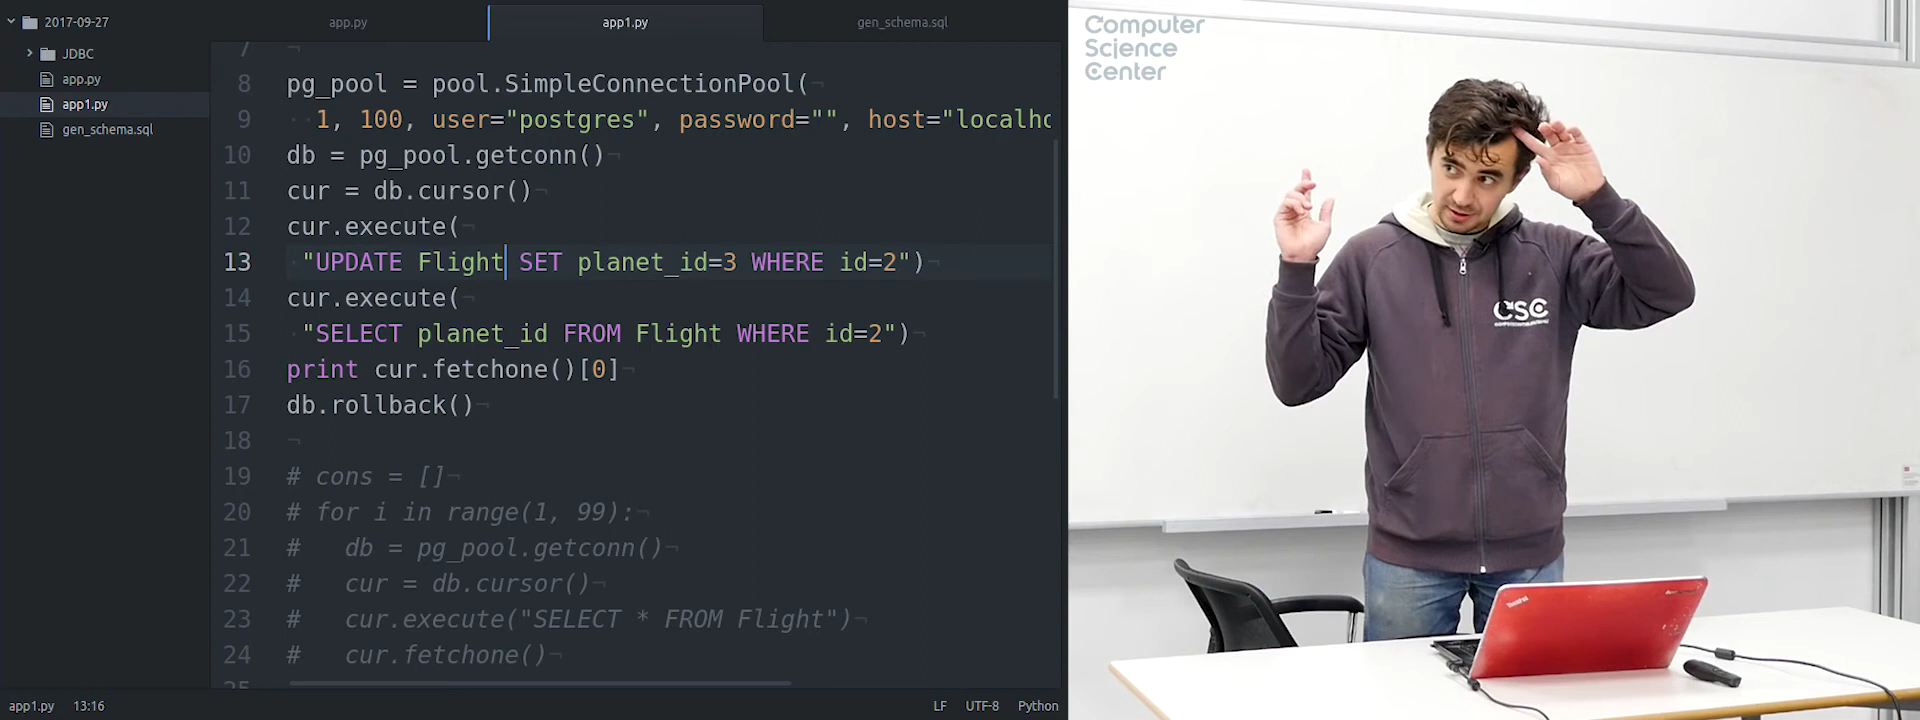 2017-09-27
JDBC
app.py
app1.py
gen_schema.sql
app.py
app1.py
gen_schema.sql
7
8 pg_pool = pool.SimpleConnectionPool(
9 1, 100, user="postgres", password="", host="localho
10 db = pg_pool.getconn()
11 cur = db.cursor()
12 cur.execute(
13 "UPDATE Flight SET planet_id=3 WHERE id=2")
14 cur.execute(
15 "SELECT planet_id FROM Flight WHERE id=2")
16 print cur.fetchone()[0]
17 db.rollback()
18
19 # cons = []
20 # for i in range(1, 99):
21 # db = pg_pool.getconn()
22 # cur = db.cursor()
23 # cur.execute("SELECT * FROM Flight")
24 # cur.fetchone()
25
app1.py 13:16 LF UTF-8 Python
Computer
Science
Center
CSC
ThinkPad